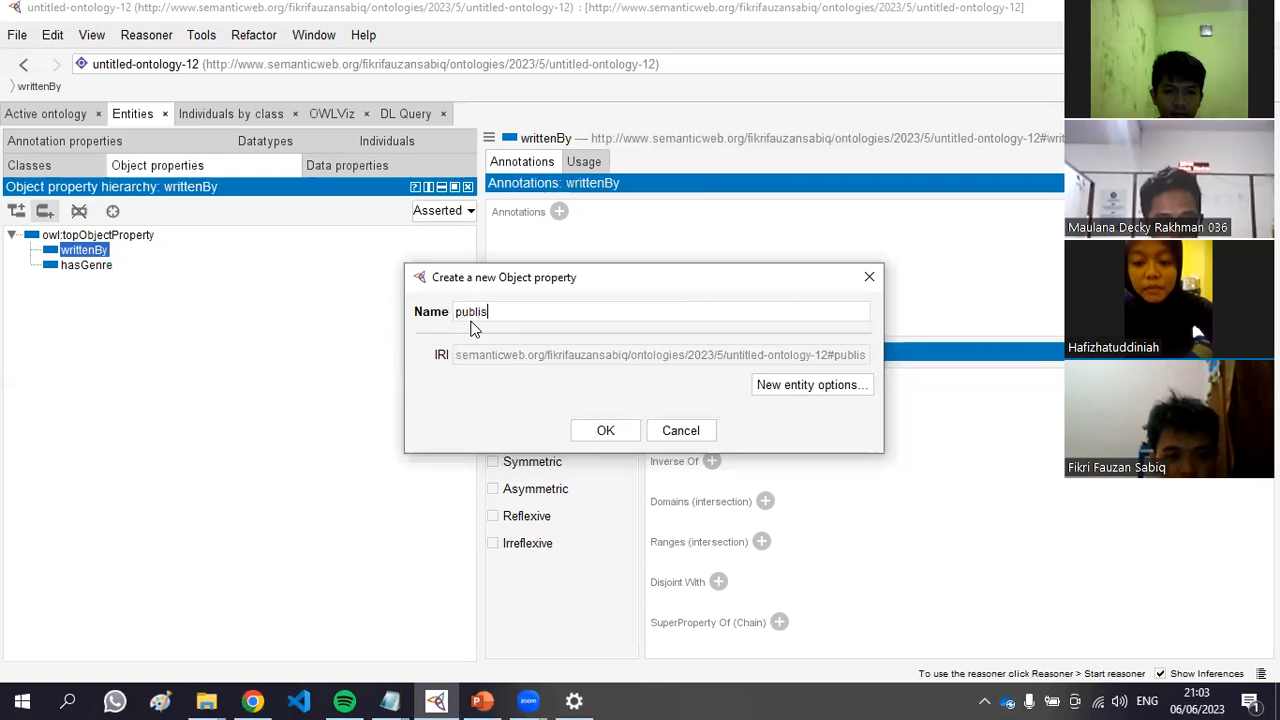 untitled-ontology-12 (http://www.semanticweb.org/fikrifauzansabiq/ontologies/2023/5/untitled-ontology-12) : [http://www.semanticweb.org/fikrifauzansabiq/ontologies/2023/5/untitled-ontology-12]
File Edit View Reasoner Tools Refactor Window Help
untitled-ontology-12 (http://www.semanticweb.org/fikrifauzansabiq/ontologies/2023/5/untitled-ontology-12)
writtenBy
Active ontology × Entities × Individuals by class × OWLViz × DL Query ×
Annotation properties Datatypes Individuals
Classes Object properties Data properties
Object property hierarchy: writtenBy
Asserted
owl:topObjectProperty
writtenBy
hasGenre
writtenBy — http://www.semanticweb.org/fikrifauzansabiq/ontologies/2023/5/untitled-ontology-12#writ
Annotations Usage
Annotations: writtenBy
Annotations
Create a new Object property
Name publis
IRI semanticweb.org/fikrifauzansabiq/ontologies/2023/5/untitled-ontology-12#publis
New entity options...
OK Cancel
Symmetric
Asymmetric
Reflexive
Irreflexive
Inverse Of
Domains (intersection)
Ranges (intersection)
Disjoint With
SuperProperty Of (Chain)
Maulana Decky Rakhman 036
Hafizhatuddiniah
Fikri Fauzan Sabiq
To use the reasoner click Reasoner > Start reasoner Show Inferences
zoom
ENG
21:03
06/06/2023
1